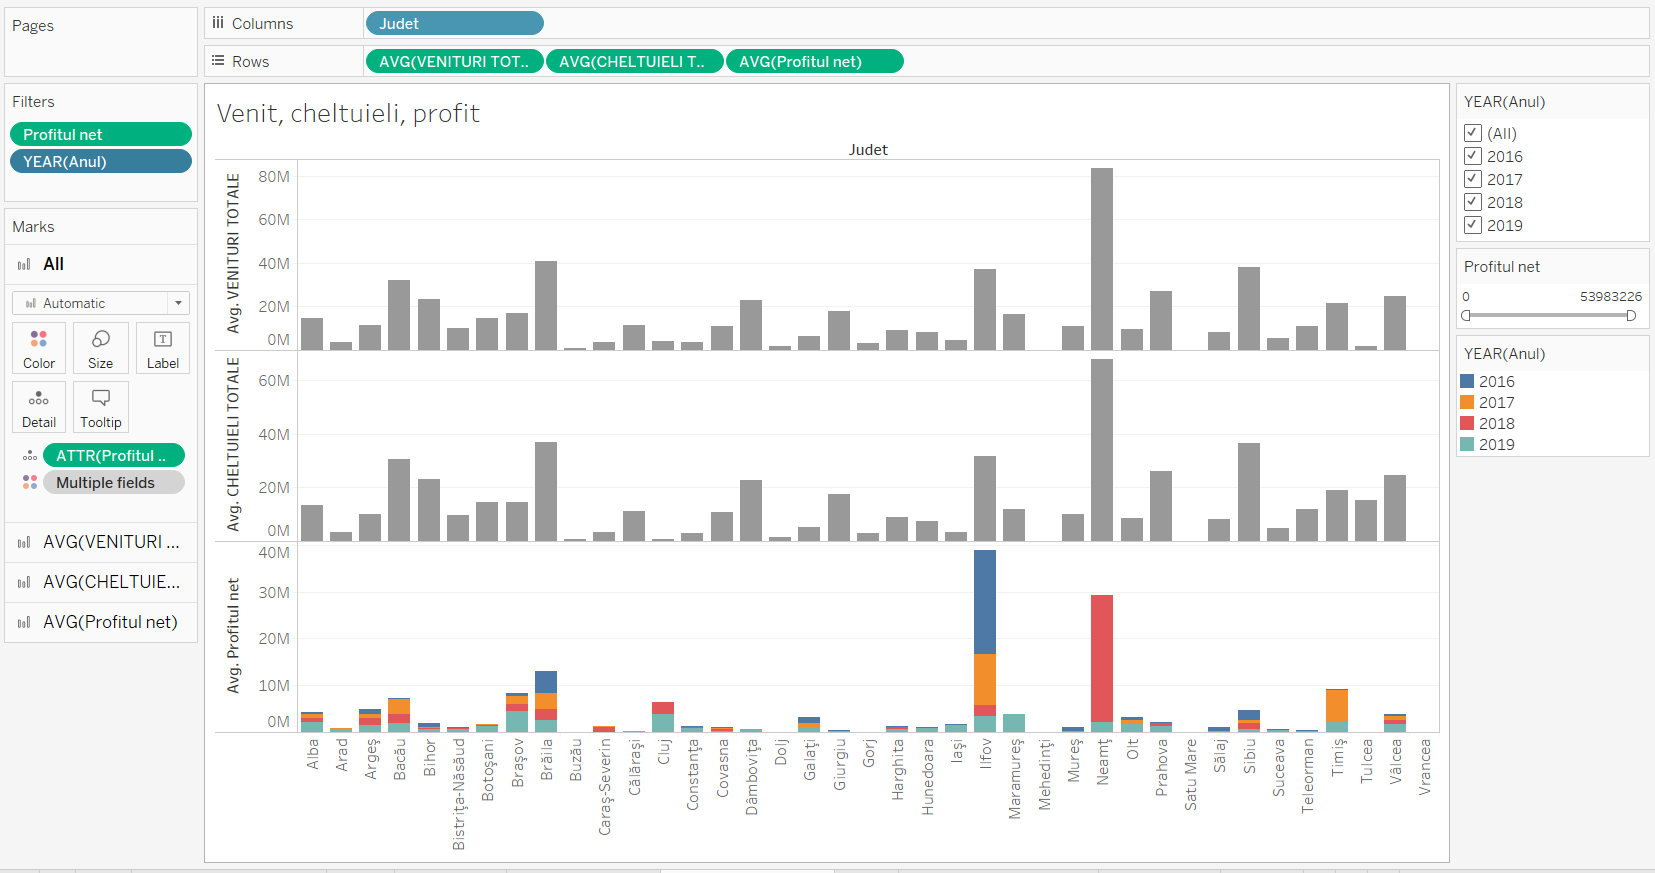 Pages
Columns
Judet
Rows
AVG(VENITURI TOT..
AVG(CHELTUIELI T..
AVG(Profitul net)
Filters
Profitul net
YEAR(Anul)
Marks
All
Automatic
Color
Size
Label
Detail
Tooltip
ATTR(Profitul ..
Multiple fields
AVG(VENITURI ...
AVG(CHELTUIE...
AVG(Profitul net)
Venit, cheltuieli, profit
Judet
Avg. VENITURI TOTALE
80M
60M
40M
20M
0M
Avg. CHELTUIELI TOTALE
60M
40M
20M
0M
Avg. Profitul net
40M
30M
20M
10M
0M
Alba
Arad
Argeş
Bacău
Bihor
Bistriţa-Năsăud
Botoşani
Braşov
Brăila
Buzău
Caraş-Severin
Călăraşi
Cluj
Constanţa
Covasna
Dâmboviţa
Dolj
Galaţi
Giurgiu
Gorj
Harghita
Hunedoara
Iaşi
Ilfov
Maramureş
Mehedinţi
Mureş
Neamţ
Olt
Prahova
Satu Mare
Sălaj
Sibiu
Suceava
Teleorman
Timiş
Tulcea
Vâlcea
Vrancea
YEAR(Anul)
(All)
2016
2017
2018
2019
Profitul net
0 53983226
YEAR(Anul)
2016
2017
2018
2019